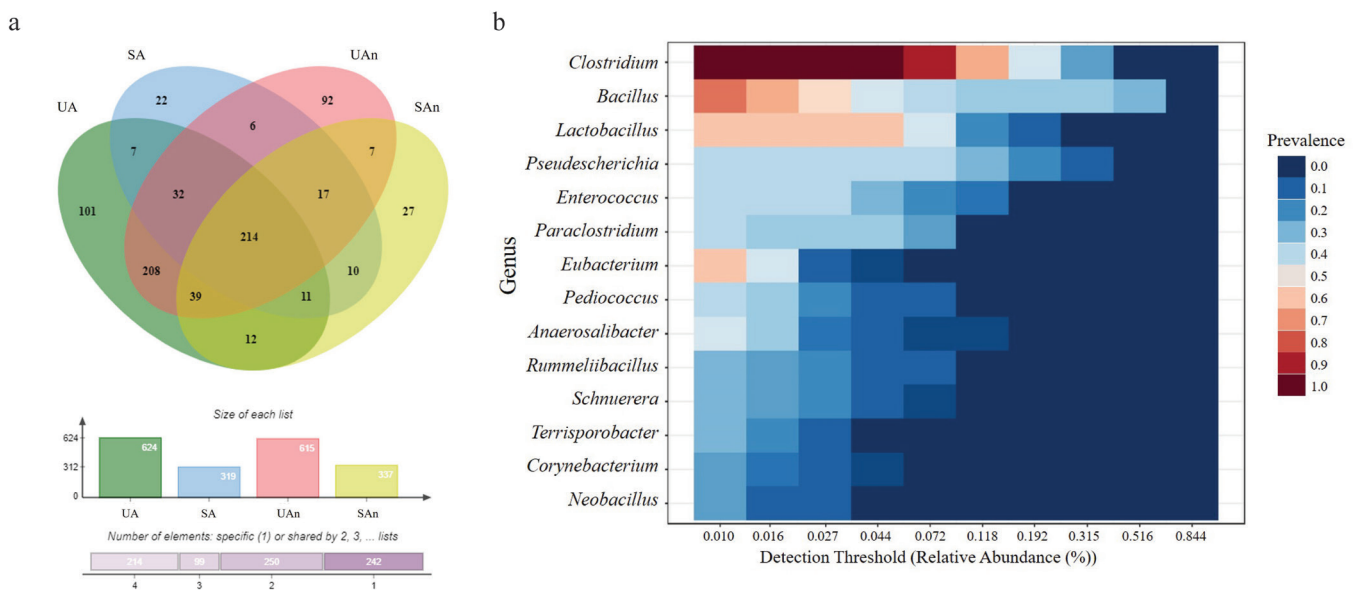 a
SA
UAn
UA
SAn
22
92
6
7
7
101
32
17
27
214
208
10
39
11
12
Size of each list
624
312
0
624
319
615
337
UA
SA
UAn
SAn
Number of elements: specific (1) or shared by 2, 3, ... lists
214
99
250
242
4
3
2
1
b
Genus
Clostridium
Bacillus
Lactobacillus
Pseudescherichia
Enterococcus
Paraclostridium
Eubacterium
Pediococcus
Anaerosalibacter
Rummeliibacillus
Schnuerera
Terrisporobacter
Corynebacterium
Neobacillus
0.010 0.016 0.027 0.044 0.072 0.118 0.192 0.315 0.516 0.844
Detection Threshold (Relative Abundance (%))
Prevalence
0.0
0.1
0.2
0.3
0.4
0.5
0.6
0.7
0.8
0.9
1.0